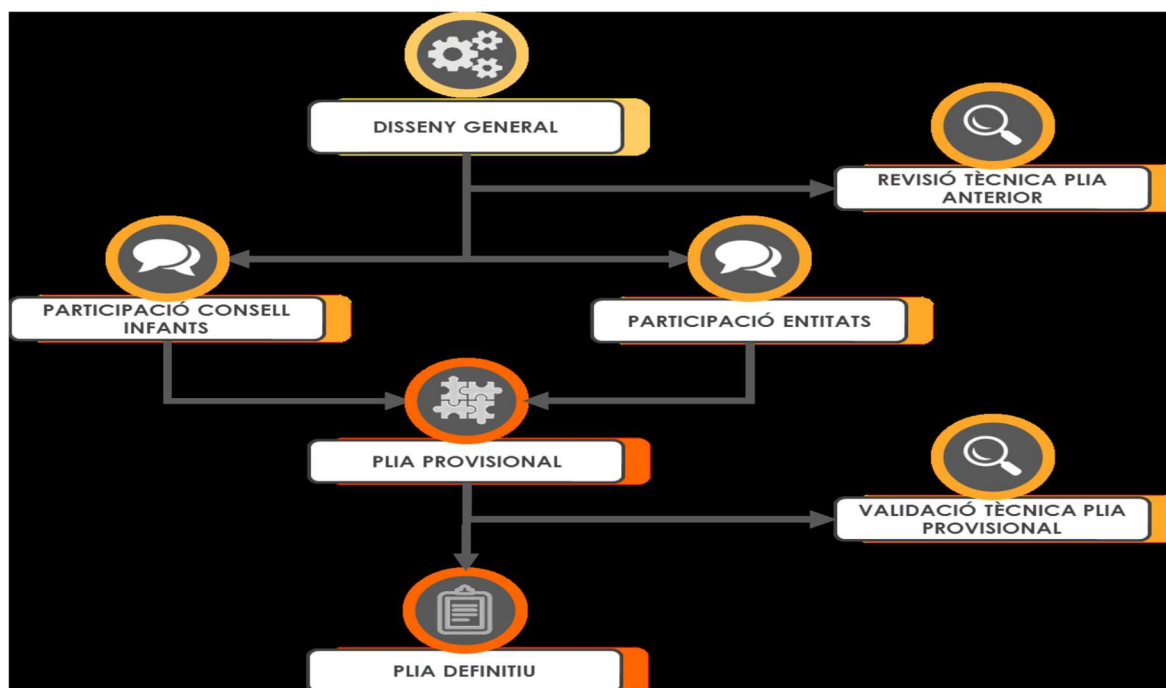 DISSENY GENERAL
REVISIÓ TÈCNICA PLIA
ANTERIOR
PARTICIPACIÓ CONSELL
INFANTS
PARTICIPACIÓ ENTITATS
PLIA PROVISIONAL
VALIDACIÓ TÈCNICA PLIA
PROVISIONAL
PLIA DEFINITIU